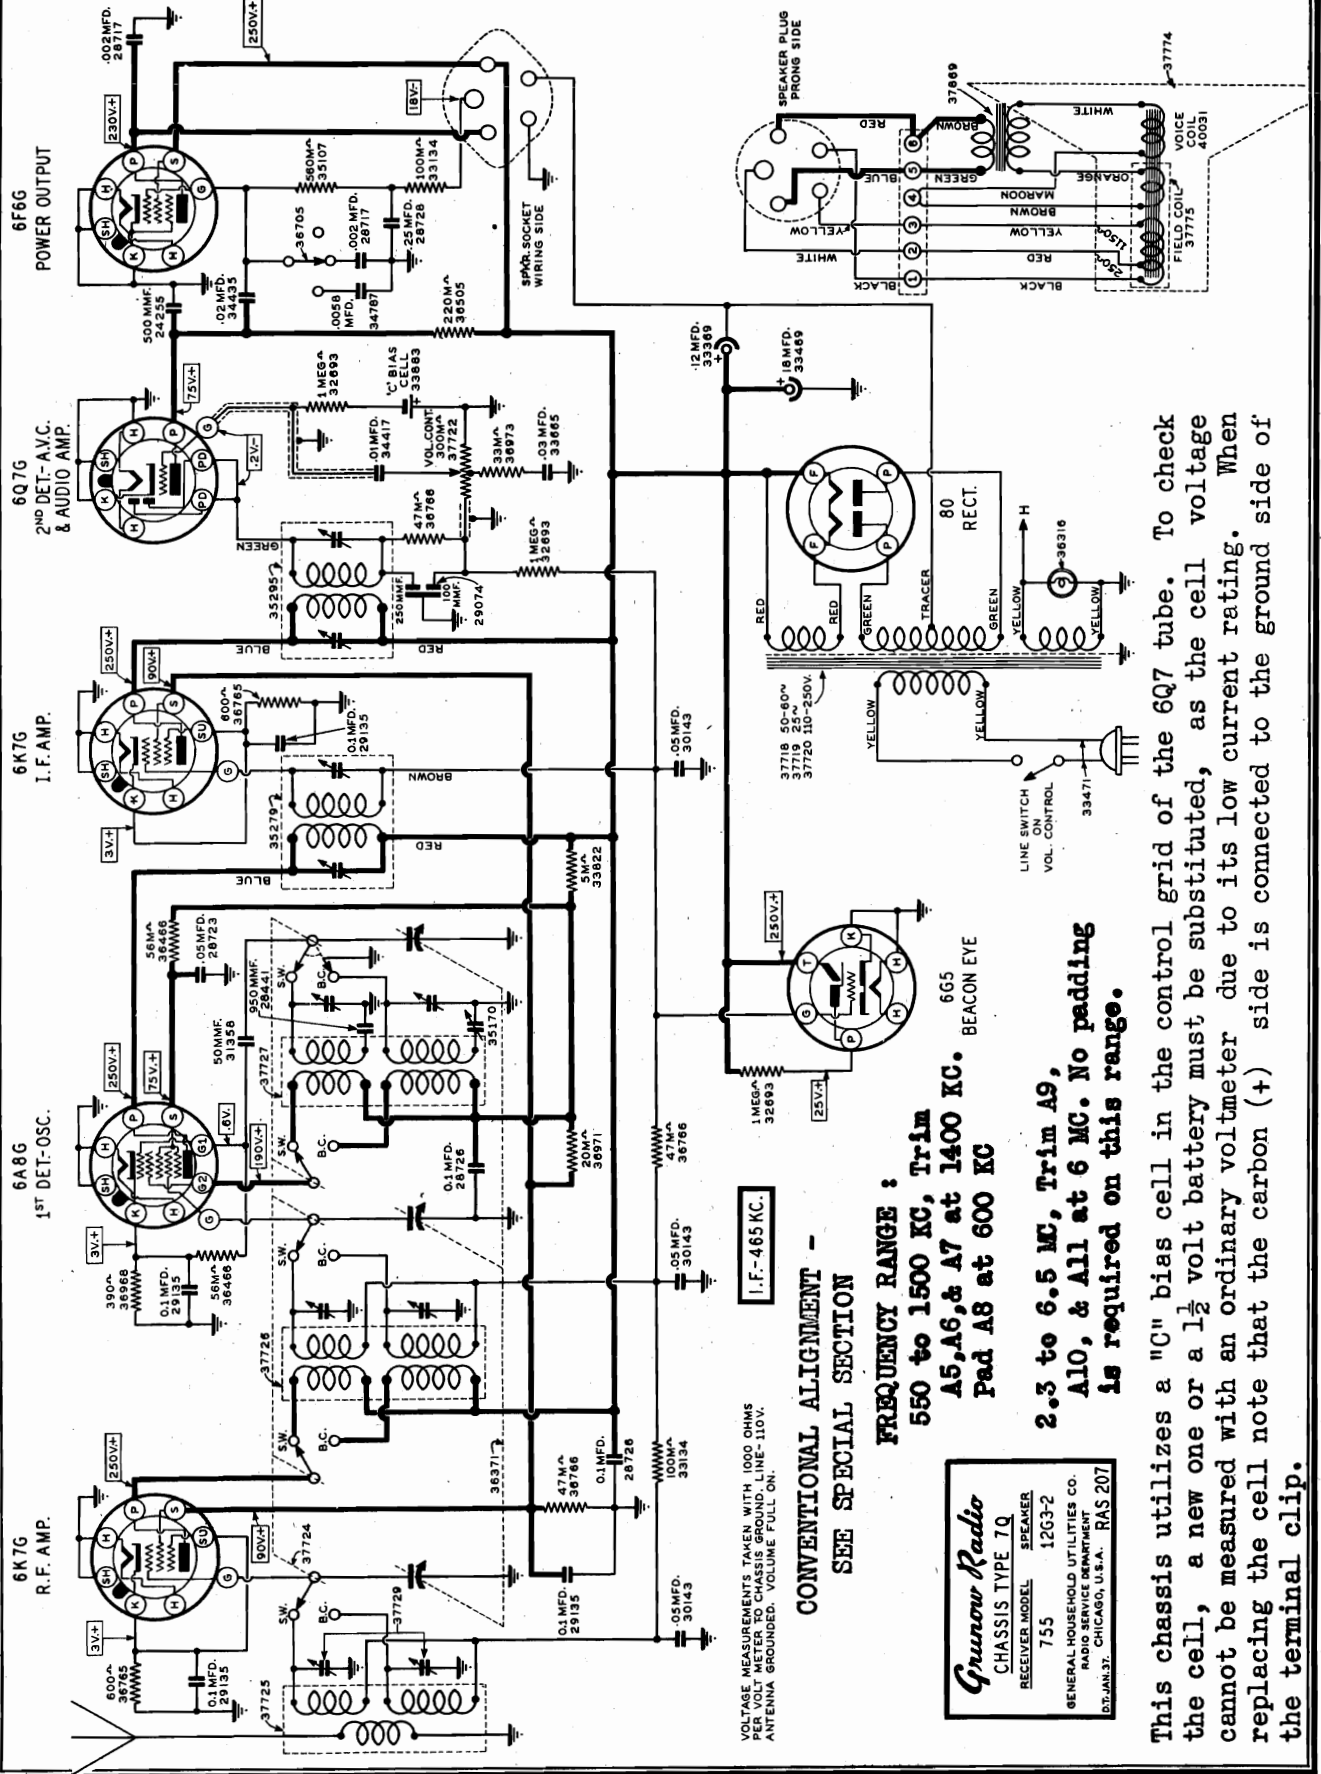 6K7G
R.F. AMP.
6A8G
1ST DET.-OSC.
6K7G
I.F. AMP.
6Q7G
2ND DET.- A.V.C.
& AUDIO AMP.
6F6G
POWER OUTPUT
3V.+
250V.+
90V.+
600~
36765
0.1 MFD.
29135
37725
37724
37729
S.W.
B.C.
47M~
36766
0.1 MFD.
29135
0.1 MFD.
28726
36371
.05 MFD.
30143
100M~
33134
3V.+
250V.+
75V.+
.6V.
190V.+
390~
36968
0.1 MFD.
29135
56M~
36466
37726
S.W.
B.C.
S.W.
B.C.
.05 MFD.
30143
47M~
36766
20M~
36971
0.1 MFD.
28726
S.W.
B.C.
37727
50 MMF.
31358
950 MMF.
28441
56M~
36466
.05 MFD.
28723
S.W.
B.C.
35170
5M~
33822
3V.+
250V.+
90V.+
BLUE
RED
35279
BROWN
0.1 MFD.
29135
600~
36765
.05 MFD.
30143
BLUE
RED
35295
GREEN
250 MMF.
100
MMF.
29074
47M~
36766
1 MEG~
32693
.2V.-
75V.+
1 MEG~
32693
"C" BIAS
CELL
33883
.01 MFD.
34417
VOL. CONT.
300M~
37722
33M~
36973
.03 MFD.
33665
500 MMF.
24255
.02 MFD.
34435
220M~
36505
36705
.0058
MFD.
34787
.002 MFD.
28717
.25 MFD.
28728
560M~
35107
100M~
33134
230V.+
.002 MFD.
28717
250V.+
18V.-
SPKR. SOCKET
WIRING SIDE
SPEAKER PLUG
PRONG SIDE
RED
BLUE
YELLOW
WHITE
BLACK
1
2
3
4
5
6
BROWN
GREEN
MAROON
BROWN
YELLOW
RED
BLACK
WHITE
ORANGE
1150~
250~
37869
37774
VOICE
COIL
40031
FIELD COIL
37775
12 MFD.
33369
18 MFD.
33469
80
RECT.
RED
RED
GREEN
TRACER
GREEN
YELLOW
YELLOW
H
36316
37718 50-60~
37719 25~
37720 110-250V.
YELLOW
YELLOW
LINE SWITCH
ON
VOL. CONTROL
33471
250V.+
6G5
BEACON EYE
1 MEG~
32693
25V.+
I.F.-465 KC.
VOLTAGE MEASUREMENTS TAKEN WITH 1000 OHMS
PER VOLT METER TO CHASSIS GROUND. LINE-110V.
ANTENNA GROUNDED. VOLUME FULL ON.
CONVENTIONAL ALIGNMENT -
SEE SPECIAL SECTION
FREQUENCY RANGE :
550 to 1500 KC, Trim
A5,A6,& A7 at 1400 KC.
Pad A8 at 600 KC
2.3 to 6.5 MC, Trim A9,
A10, & A11 at 6 MC. No padding
is required on this range.
Grunow Radio
CHASSIS TYPE 7Q
RECEIVER MODEL SPEAKER
755 12G3-2
GENERAL HOUSEHOLD UTILITIES CO.
RADIO SERVICE DEPARTMENT
CHICAGO, U.S.A. RAS 207
D.T. JAN. 37.
This chassis utilizes a "C" bias cell in the control grid of the 6Q7 tube. To check
the cell, a new one or a 1½ volt battery must be substituted, as the cell voltage
cannot be measured with an ordinary voltmeter due to its low current rating. When
replacing the cell note that the carbon (+) side is connected to the ground side of
the terminal clip.